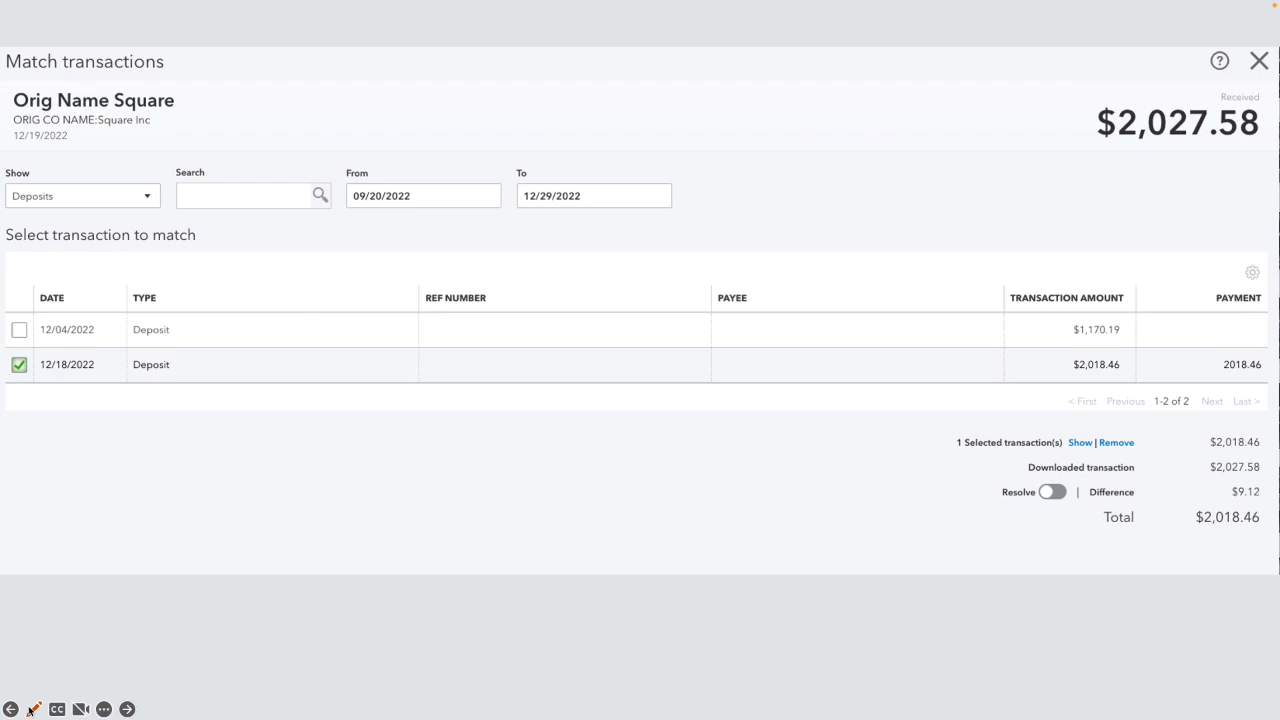 Match transactions
?
Orig Name Square
ORIG CO NAME:Square Inc
12/19/2022
Received
$2,027.58
Show
Search
From
To
Deposits
09/20/2022
12/29/2022
Select transaction to match
DATE TYPE REF NUMBER PAYEE TRANSACTION AMOUNT PAYMENT
12/04/2022 Deposit $1,170.19
12/18/2022 Deposit $2,018.46 2018.46
< First Previous 1-2 of 2 Next Last >
1 Selected transaction(s) Show | Remove $2,018.46
Downloaded transaction $2,027.58
Resolve | Difference $9.12
Total $2,018.46
CC